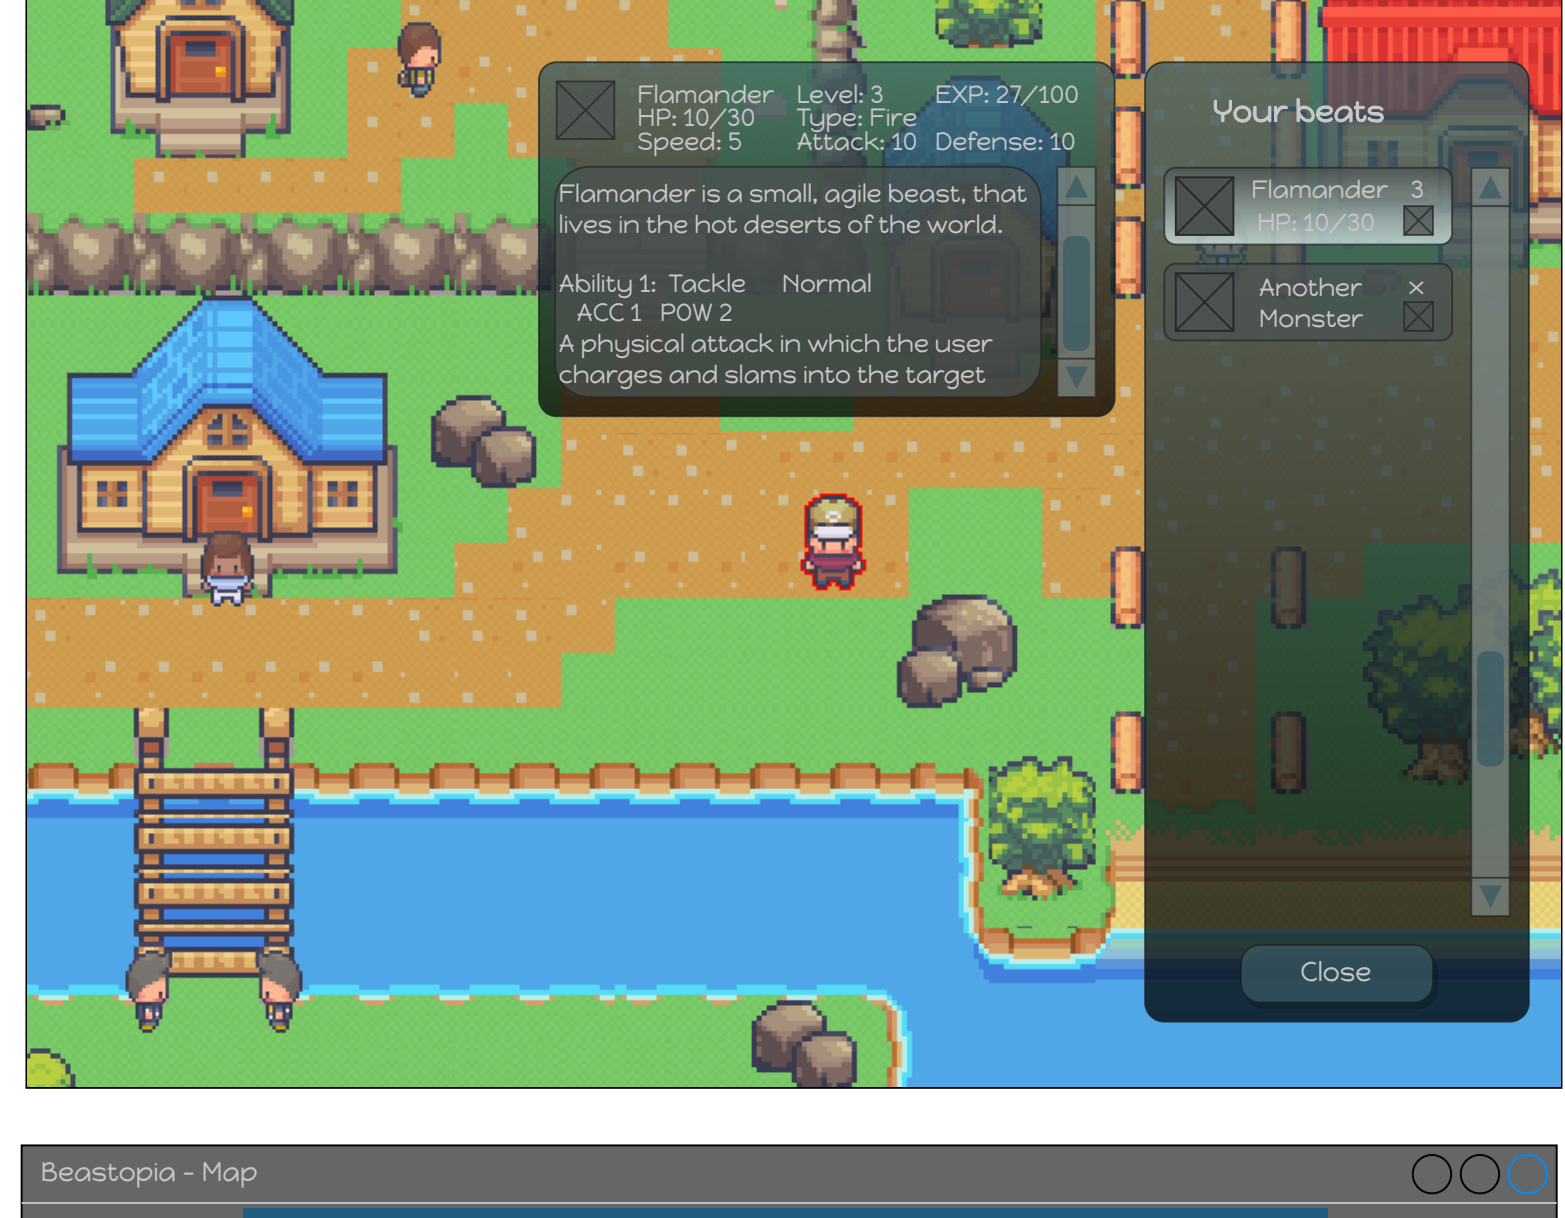 Flamander Level: 3 EXP: 27/100
HP: 10/30 Type: Fire
Speed: 5 Attack: 10 Defense: 10
Flamander is a small, agile beast, that
lives in the hot deserts of the world.
Ability 1: Tackle Normal
ACC 1 POW 2
A physical attack in which the user
charges and slams into the target
Your beats
Flamander 3
HP: 10/30
Another ×
Monster
Close
Beastopia - Map